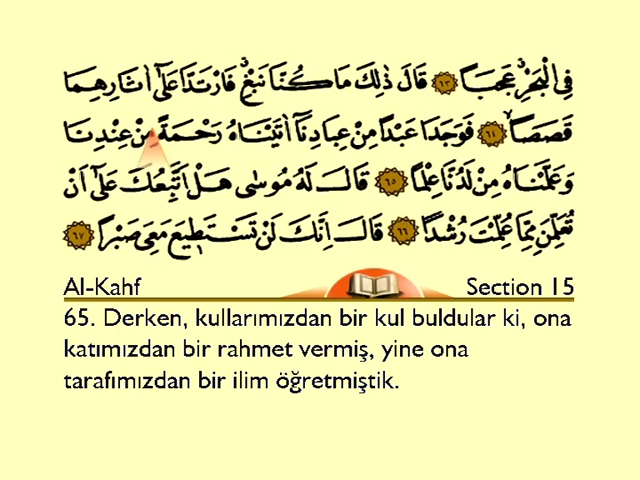 فِي الْبَحْرِۗ عَجَبًا ﴿٦٣﴾ قَالَ ذٰلِكَ مَا كُنَّا نَبْغِۗ فَارْتَدَّا عَلٰٓى اٰثَارِهِمَا
قَصَصًاۙ ﴿٦٤﴾ فَوَجَدَا عَبْدًا مِنْ عِبَادِنَٓا اٰتَيْنَاهُ رَحْمَةً مِنْ عِنْدِنَا
وَعَلَّمْنَاهُ مِنْ لَدُنَّا عِلْمًا ﴿٦٥﴾ قَالَ لَهُ مُوسٰى هَلْ اَتَّبِعُكَ عَلٰٓى اَنْ
تُعَلِّمَنِ مِمَّا عُلِّمْتَ رُشْدًا ﴿٦٦﴾ قَالَ اِنَّكَ لَنْ تَسْتَطٖيعَ مَعِيَ صَبْرًا ﴿٦٧﴾
Al-Kahf Section 15
65. Derken, kullarımızdan bir kul buldular ki, ona
katımızdan bir rahmet vermiş, yine ona
tarafımızdan bir ilim öğretmiştik.